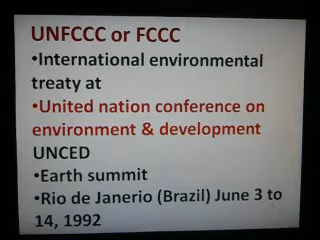 UNFCCC or FCCC
•International environmental
treaty at
•United nation conference on
environment & development
UNCED
•Earth summit
•Rio de Janerio (Brazil) June 3 to
14, 1992